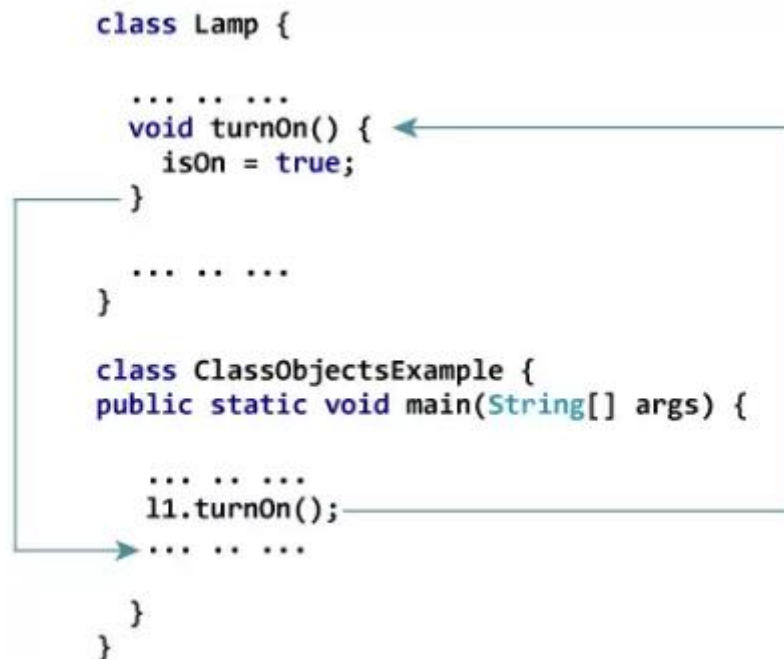 class Lamp {
... .. ...
void turnOn() {
isOn = true;
}
... .. ...
}
class ClassObjectsExample {
public static void main(String[] args) {
... .. ...
l1.turnOn();
... .. ...
}
}